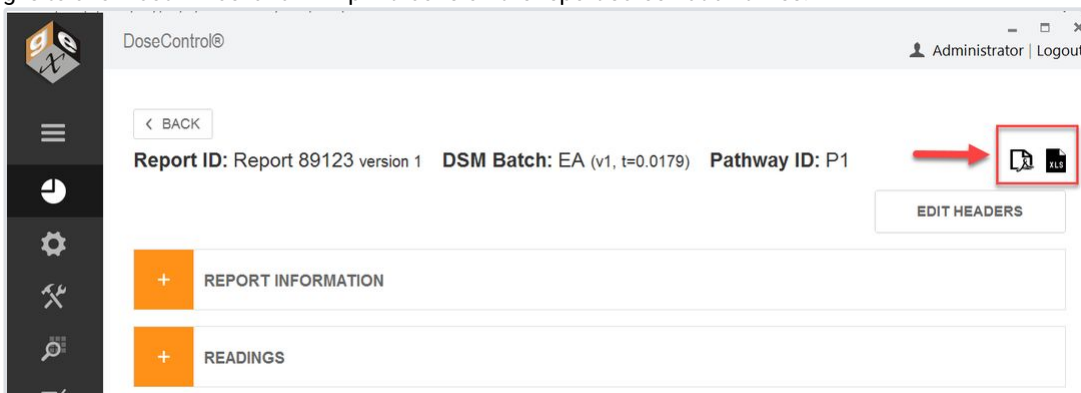 DoseControl®
Administrator | Logout
< BACK
Report ID: Report 89123 version 1 DSM Batch: EA (v1, t=0.0179) Pathway ID: P1
XLS
EDIT HEADERS
+ REPORT INFORMATION
+ READINGS
gex